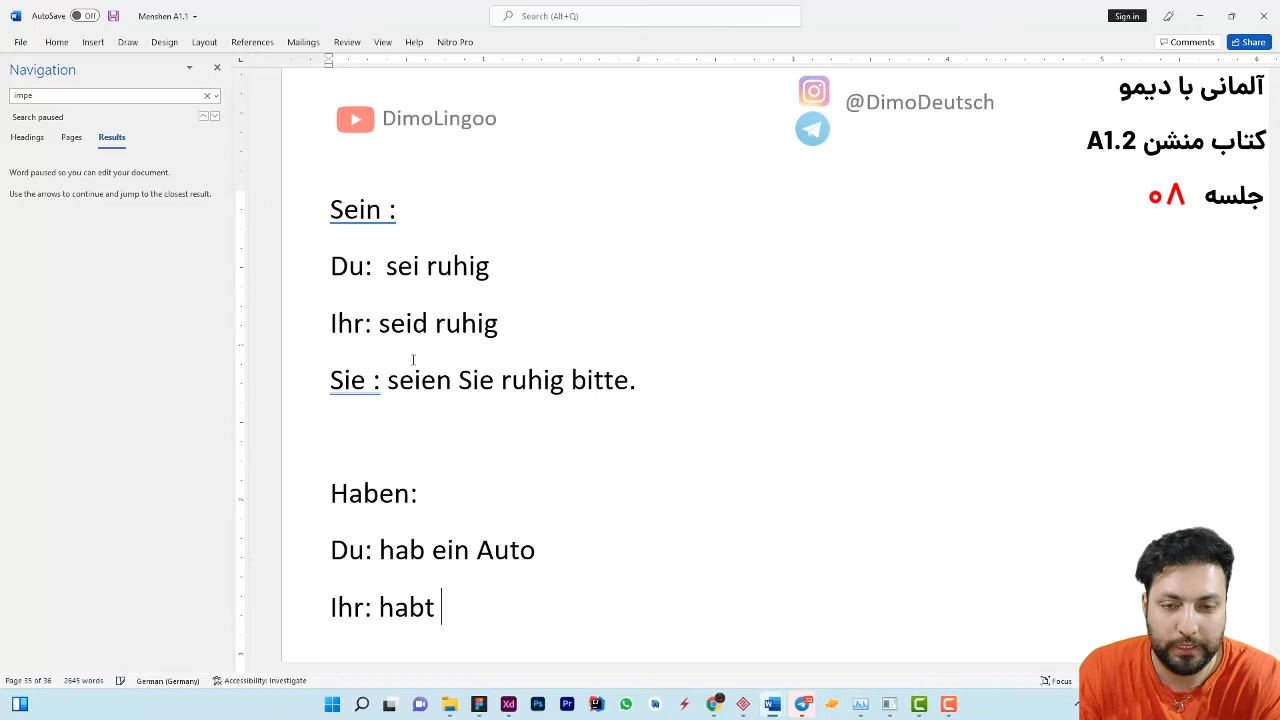 AutoSave Off Menshen A1.1 Search (Alt+Q) Sign in
File Home Insert Draw Design Layout References Mailings Review View Help Nitro Pro Comments Share
Navigation
impe
Search paused
Headings Pages Results
Word paused so you can edit your document.
Use the arrows to continue and jump to the closest result.
DimoLingoo
@DimoDeutsch
آلمانی با دیمو
کتاب منشن A1.2
جلسه ۰۸
Sein :
Du: sei ruhig
Ihr: seid ruhig
Sie : seien Sie ruhig bitte.
Haben:
Du: hab ein Auto
Ihr: habt
Page 35 of 36 2645 words German (Germany) Accessibility: Investigate Focus